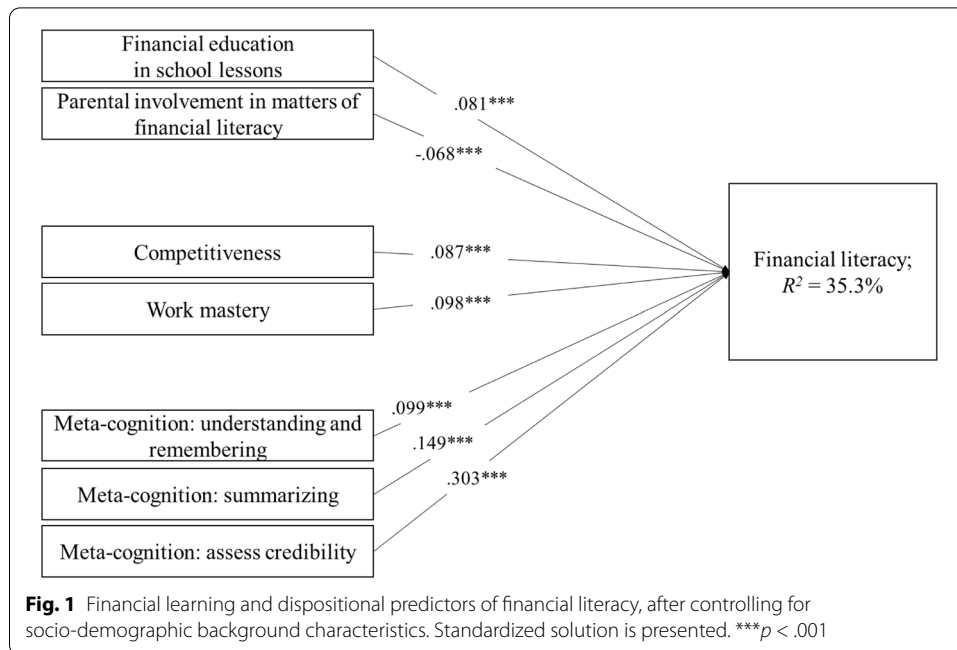 Financial education
in school lessons
.081***
Parental involvement in matters of
financial literacy
-.068***
Competitiveness
.087***
Work mastery
.098***
Financial literacy;
R² = 35.3%
Meta-cognition: understanding and
remembering
.099***
Meta-cognition: summarizing
.149***
Meta-cognition: assess credibility
.303***
Fig. 1 Financial learning and dispositional predictors of financial literacy, after controlling for
socio-demographic background characteristics. Standardized solution is presented. ***p < .001